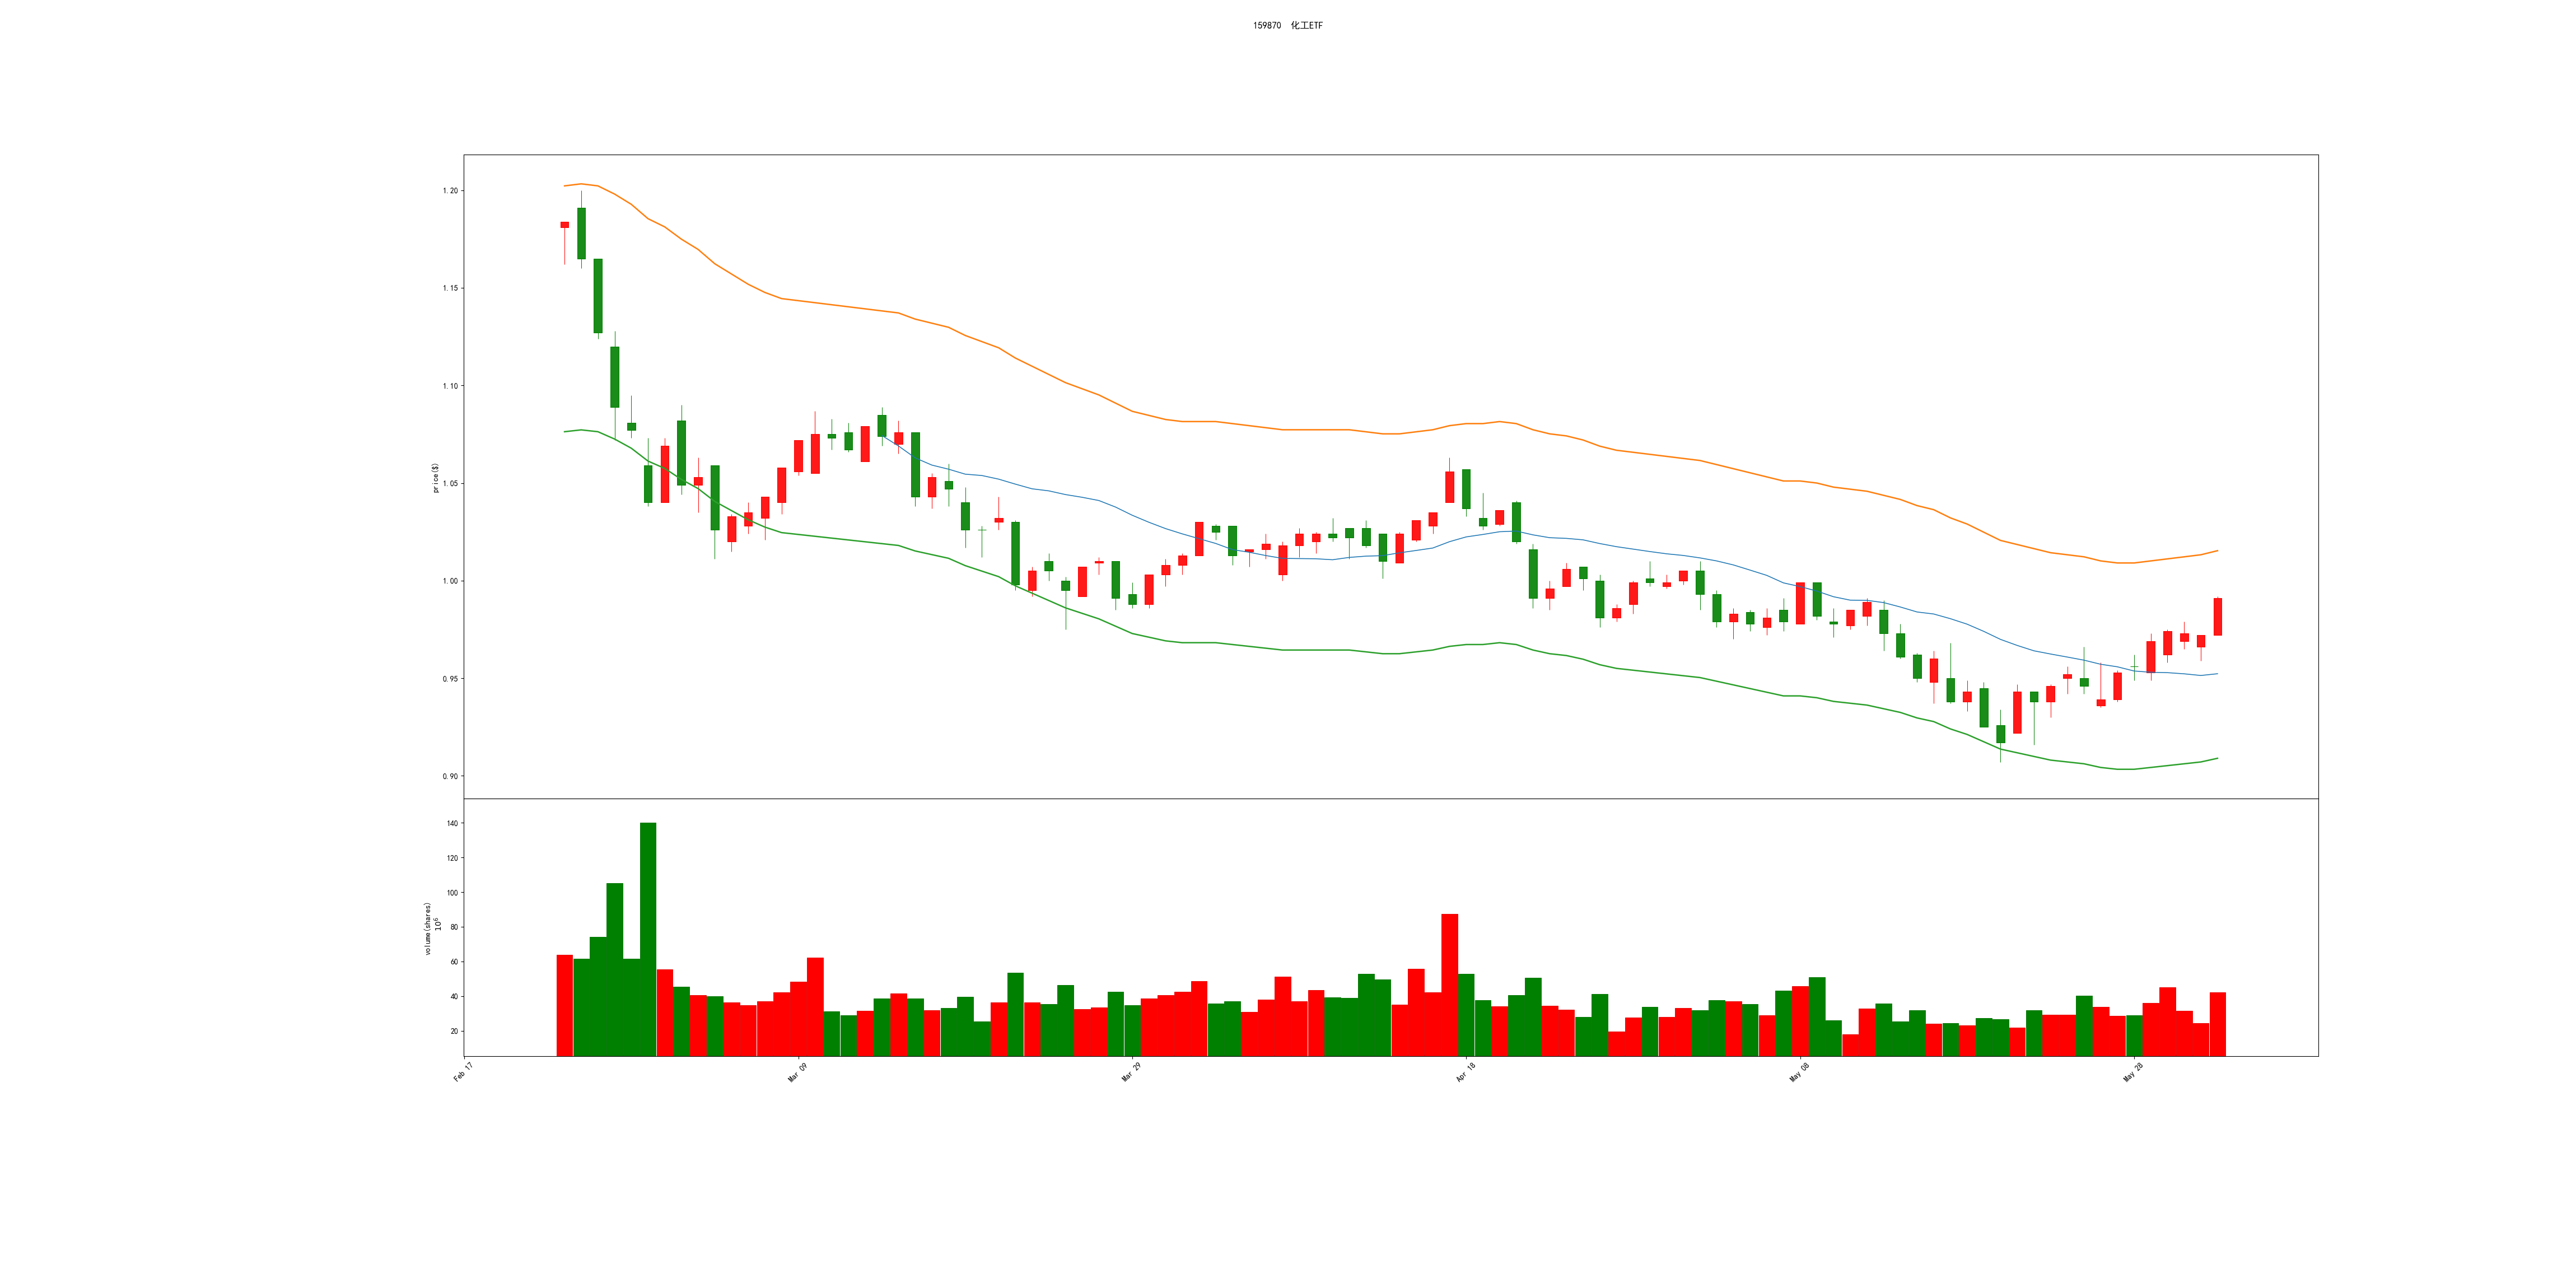 159870 化工ETF
price($)
1.20
1.15
1.10
1.05
1.00
0.95
0.90
volume(shares)
10⁶
140
120
100
80
60
40
20
Feb 17
Mar 09
Mar 29
Apr 18
May 08
May 28